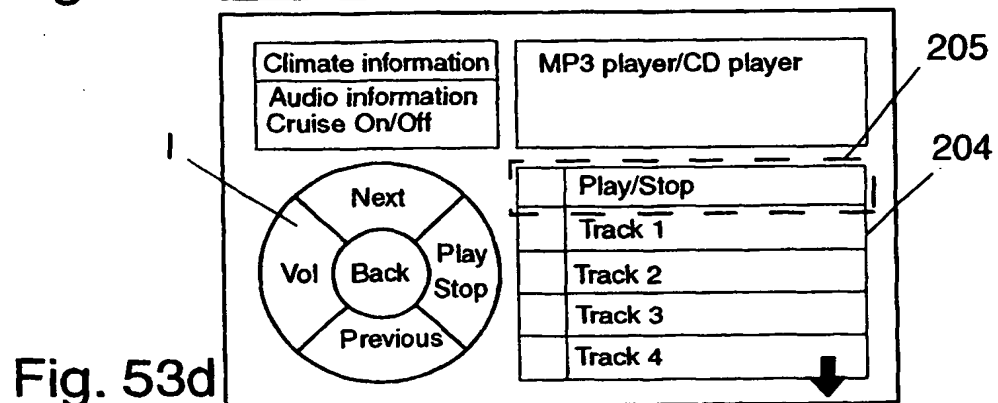 Climate information
Audio information
Cruise On/Off
MP3 player/CD player
205
204
I
Next
Vol
Back
Play
Stop
Previous
Play/Stop
Track 1
Track 2
Track 3
Track 4
Fig. 53d